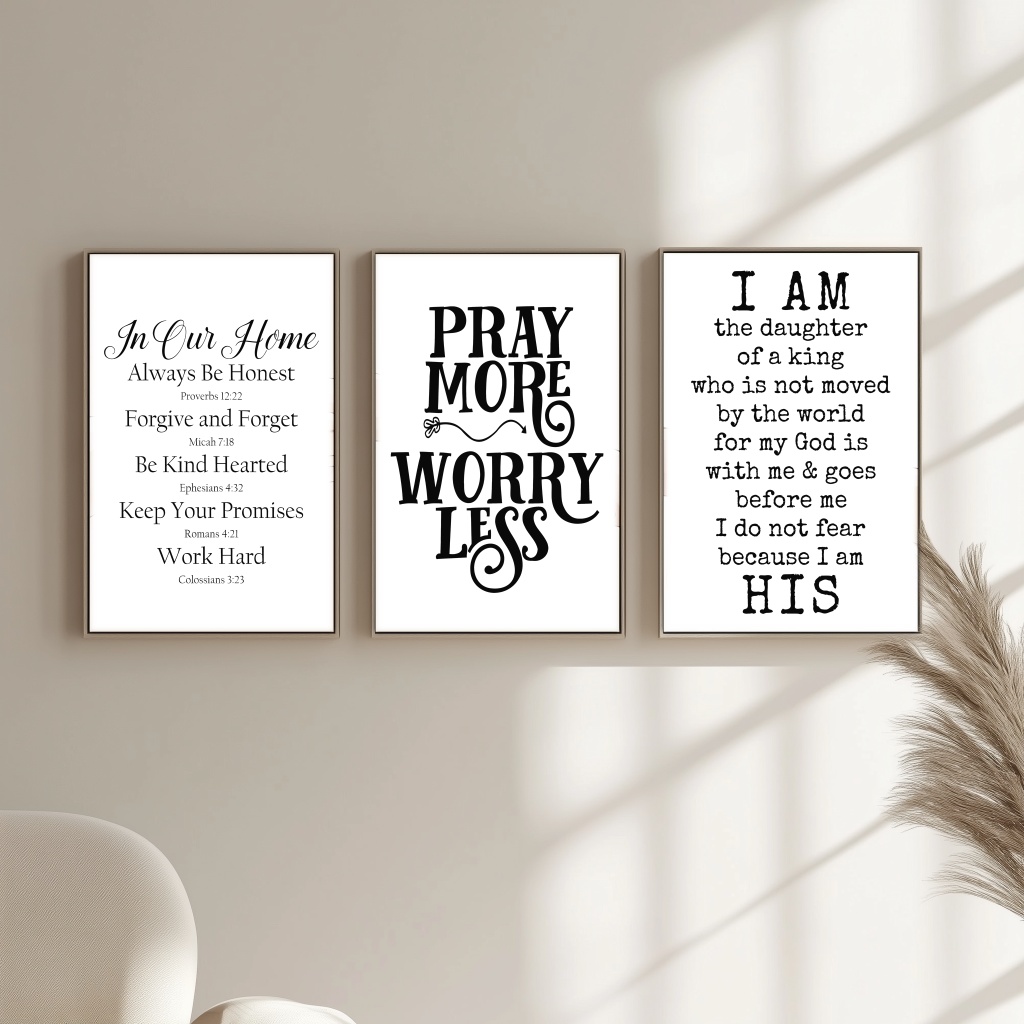 In Our Home
Always Be Honest
Proverbs 12:22
Forgive and Forget
Micah 7:18
Be Kind Hearted
Ephesians 4:32
Keep Your Promises
Romans 4:21
Work Hard
Colossians 3:23
PRAY
MORE
WORRY
LESS
I AM
the daughter
of a king
who is not moved
by the world
for my God is
with me & goes
before me
I do not fear
because I am
HIS